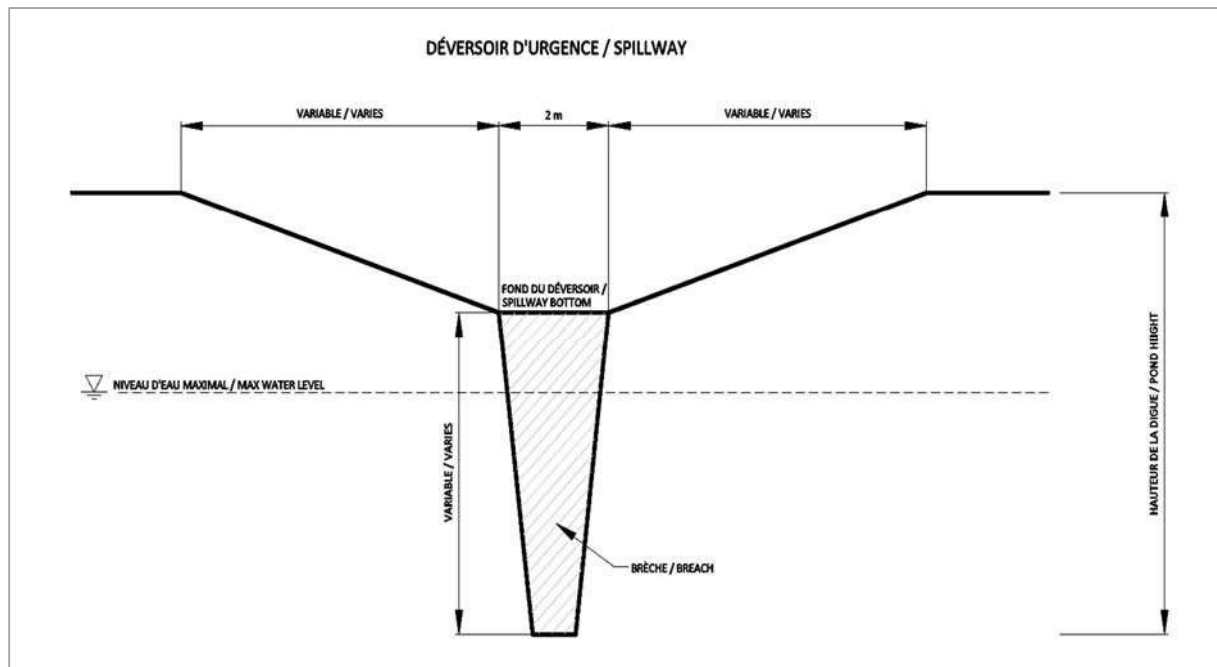 DÉVERSOIR D'URGENCE / SPILLWAY
VARIABLE / VARIES
2 m
VARIABLE / VARIES
FOND DU DÉVERSOIR /
SPILLWAY BOTTOM
NIVEAU D'EAU MAXIMAL / MAX WATER LEVEL
VARIABLE / VARIES
HAUTEUR DE LA DIGUE / POND HBGHT
BRÈCHE / BREACH